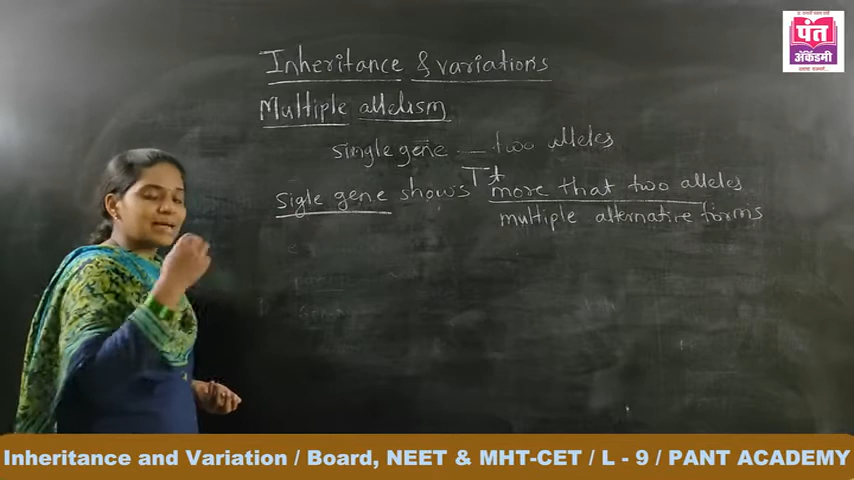 पंत
अ‍ॅकॅडमी
Inheritance & variations
Multiple allelism
single gene — two alleles
T t
sigle gene shows more that two alleles
multiple alternative forms
Inheritance and Variation / Board, NEET & MHT-CET / L - 9 / PANT ACADEMY